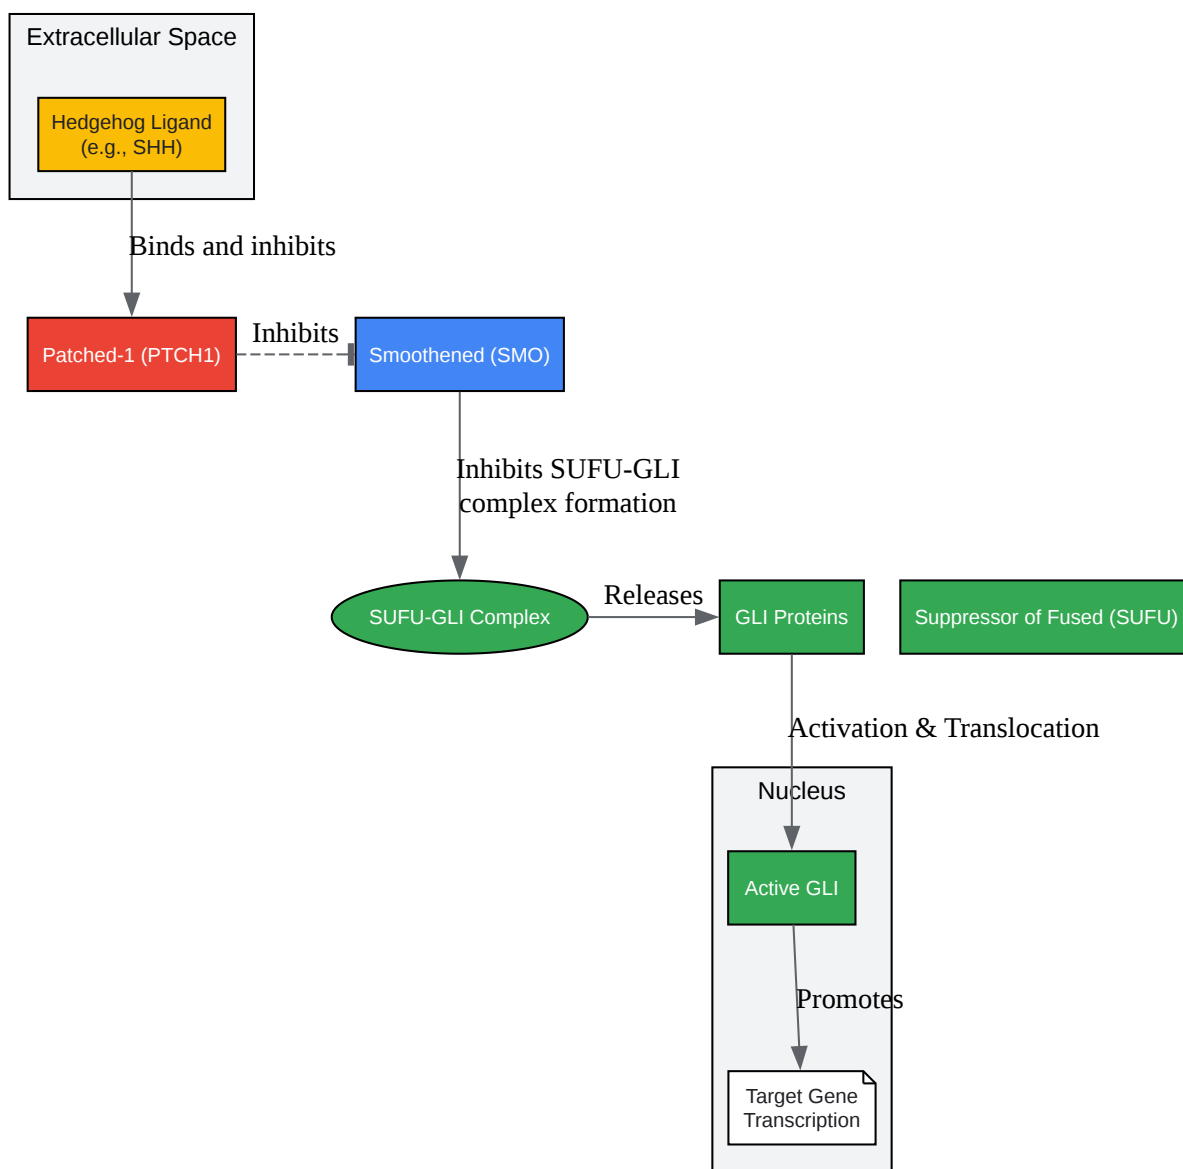 Extracellular Space
Hedgehog Ligand
(e.g., SHH)
Binds and inhibits
Patched-1 (PTCH1)
Inhibits
Smoothened (SMO)
Inhibits SUFU-GLI
complex formation
SUFU-GLI Complex
Releases
GLI Proteins
Suppressor of Fused (SUFU)
Activation & Translocation
Nucleus
Active GLI
Promotes
Target Gene
Transcription